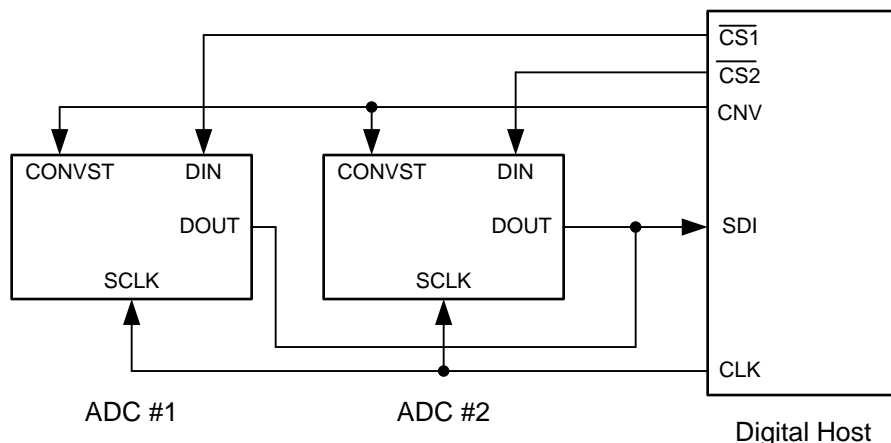 CS1
CS2
CNV
CONVST DIN
CONVST DIN
DOUT
DOUT
SDI
SCLK
SCLK
CLK
ADC #1
ADC #2
Digital Host